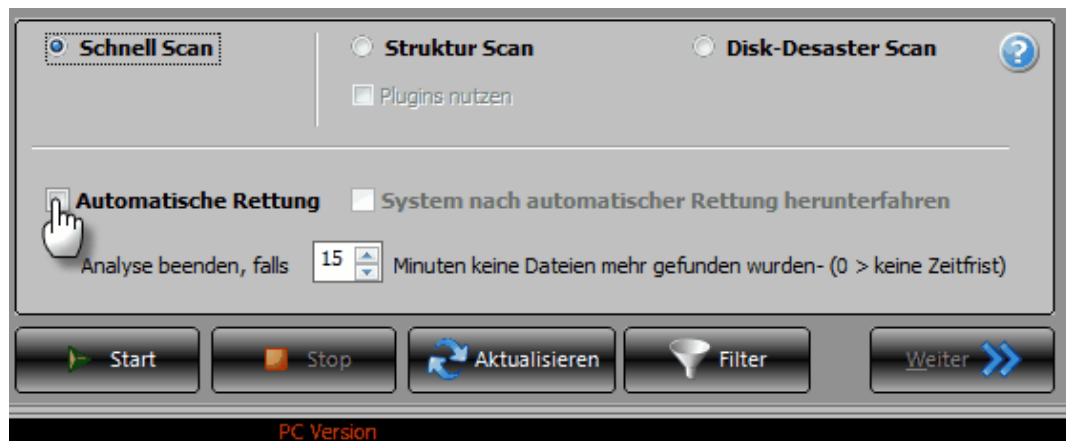 Schnell Scan Struktur Scan Disk-Desaster Scan ?
Plugins nutzen
Automatische Rettung System nach automatischer Rettung herunterfahren
Analyse beenden, falls 15 Minuten keine Dateien mehr gefunden wurden- (0 > keine Zeitfrist)
Start Stop Aktualisieren Filter Weiter
PC Version